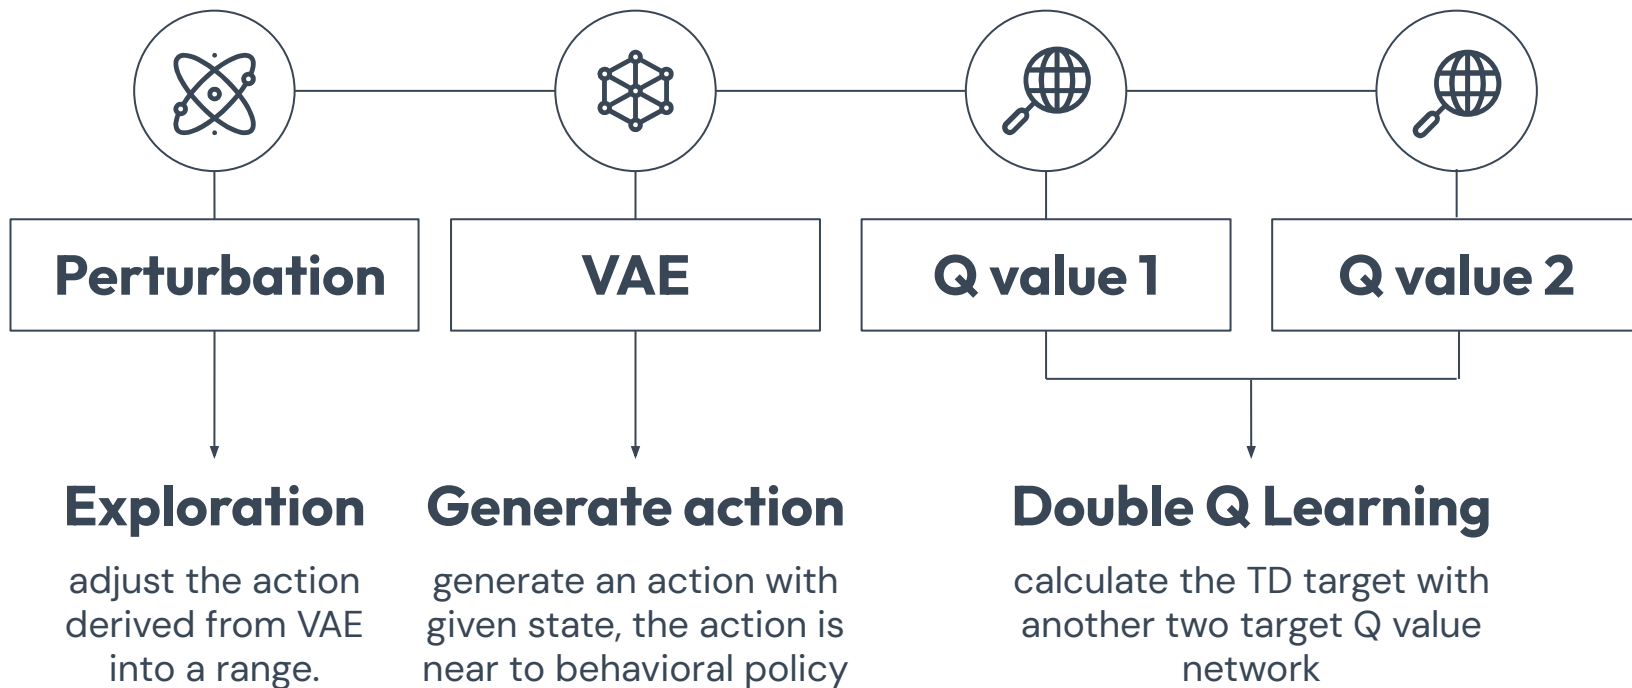 Perturbation
VAE
Q value 1
Q value 2
Exploration
adjust the action
derived from VAE
into a range.
Generate action
generate an action with
given state, the action is
near to behavioral policy
Double Q Learning
calculate the TD target with
another two target Q value
network